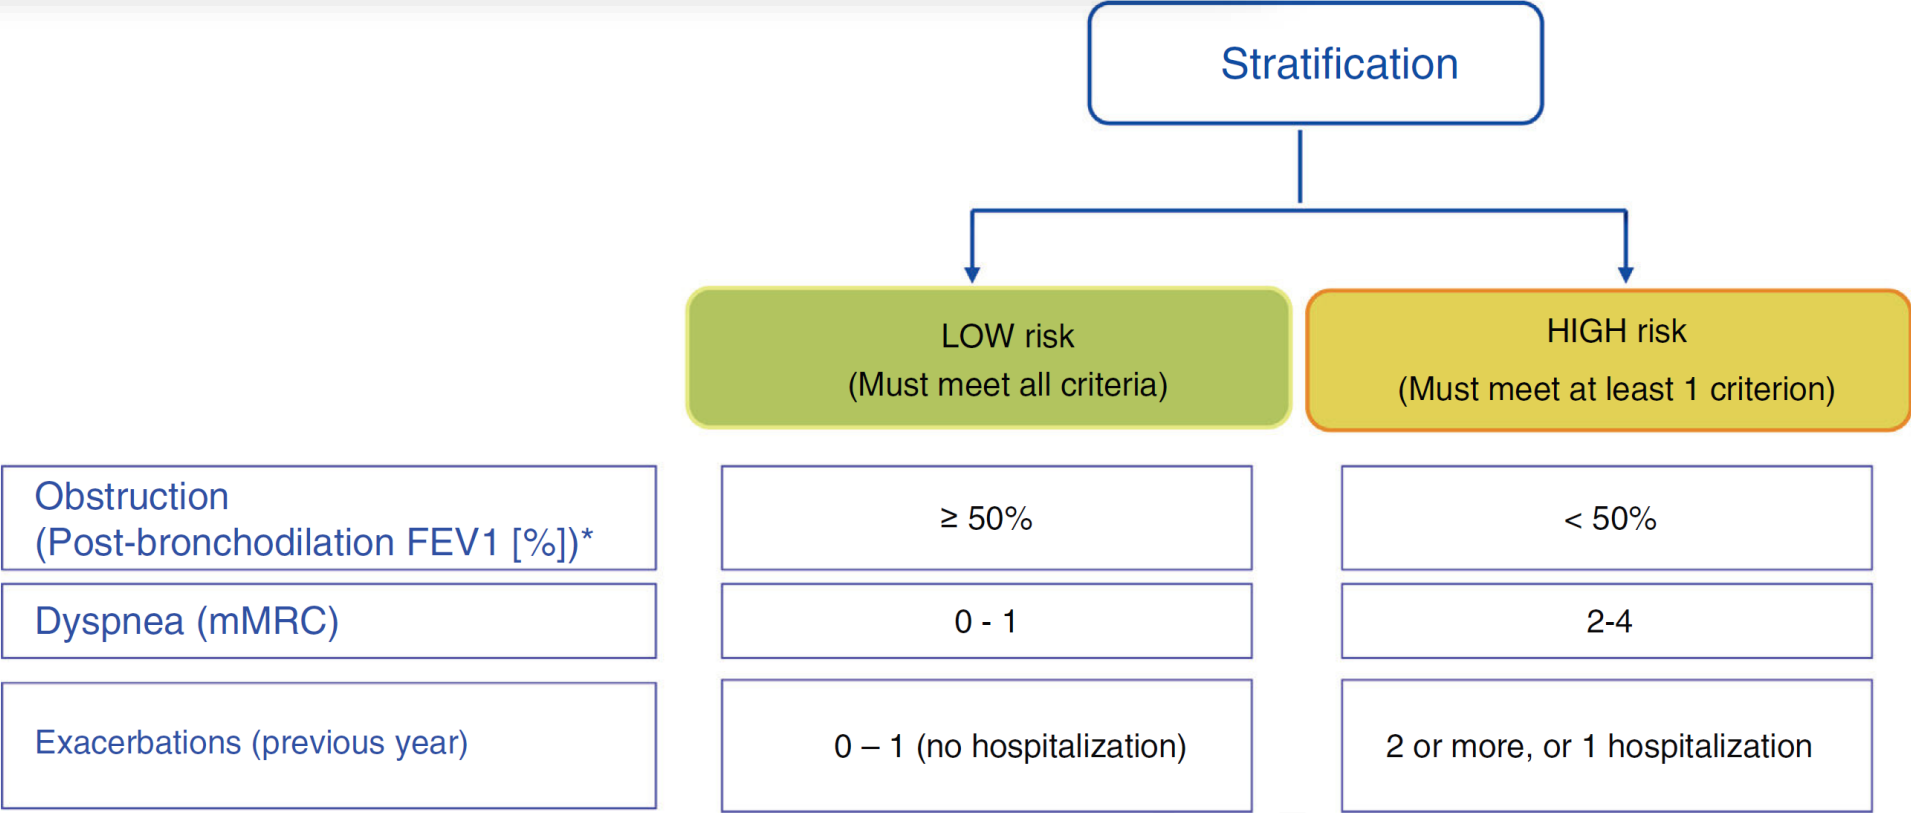 Stratification
LOW risk
(Must meet all criteria)
HIGH risk
(Must meet at least 1 criterion)
Obstruction
(Post-bronchodilation FEV1 [%])*
≥ 50%
< 50%
Dyspnea (mMRC)
0 - 1
2-4
Exacerbations (previous year)
0 – 1 (no hospitalization)
2 or more, or 1 hospitalization